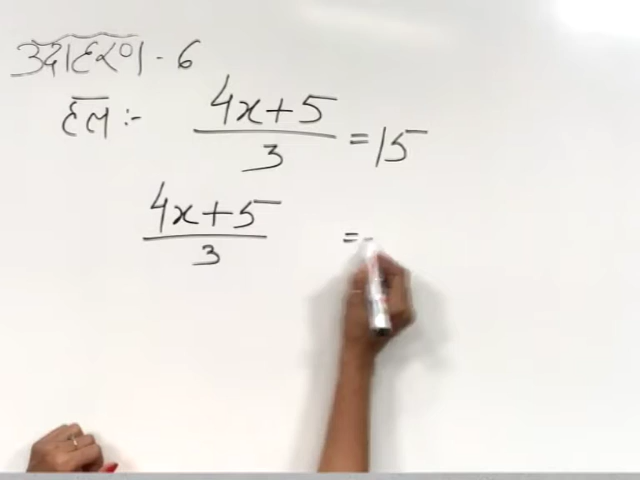 उदाहरण - 6
हल :- (4x+5)/3 = 15
(4x+5)/3 =